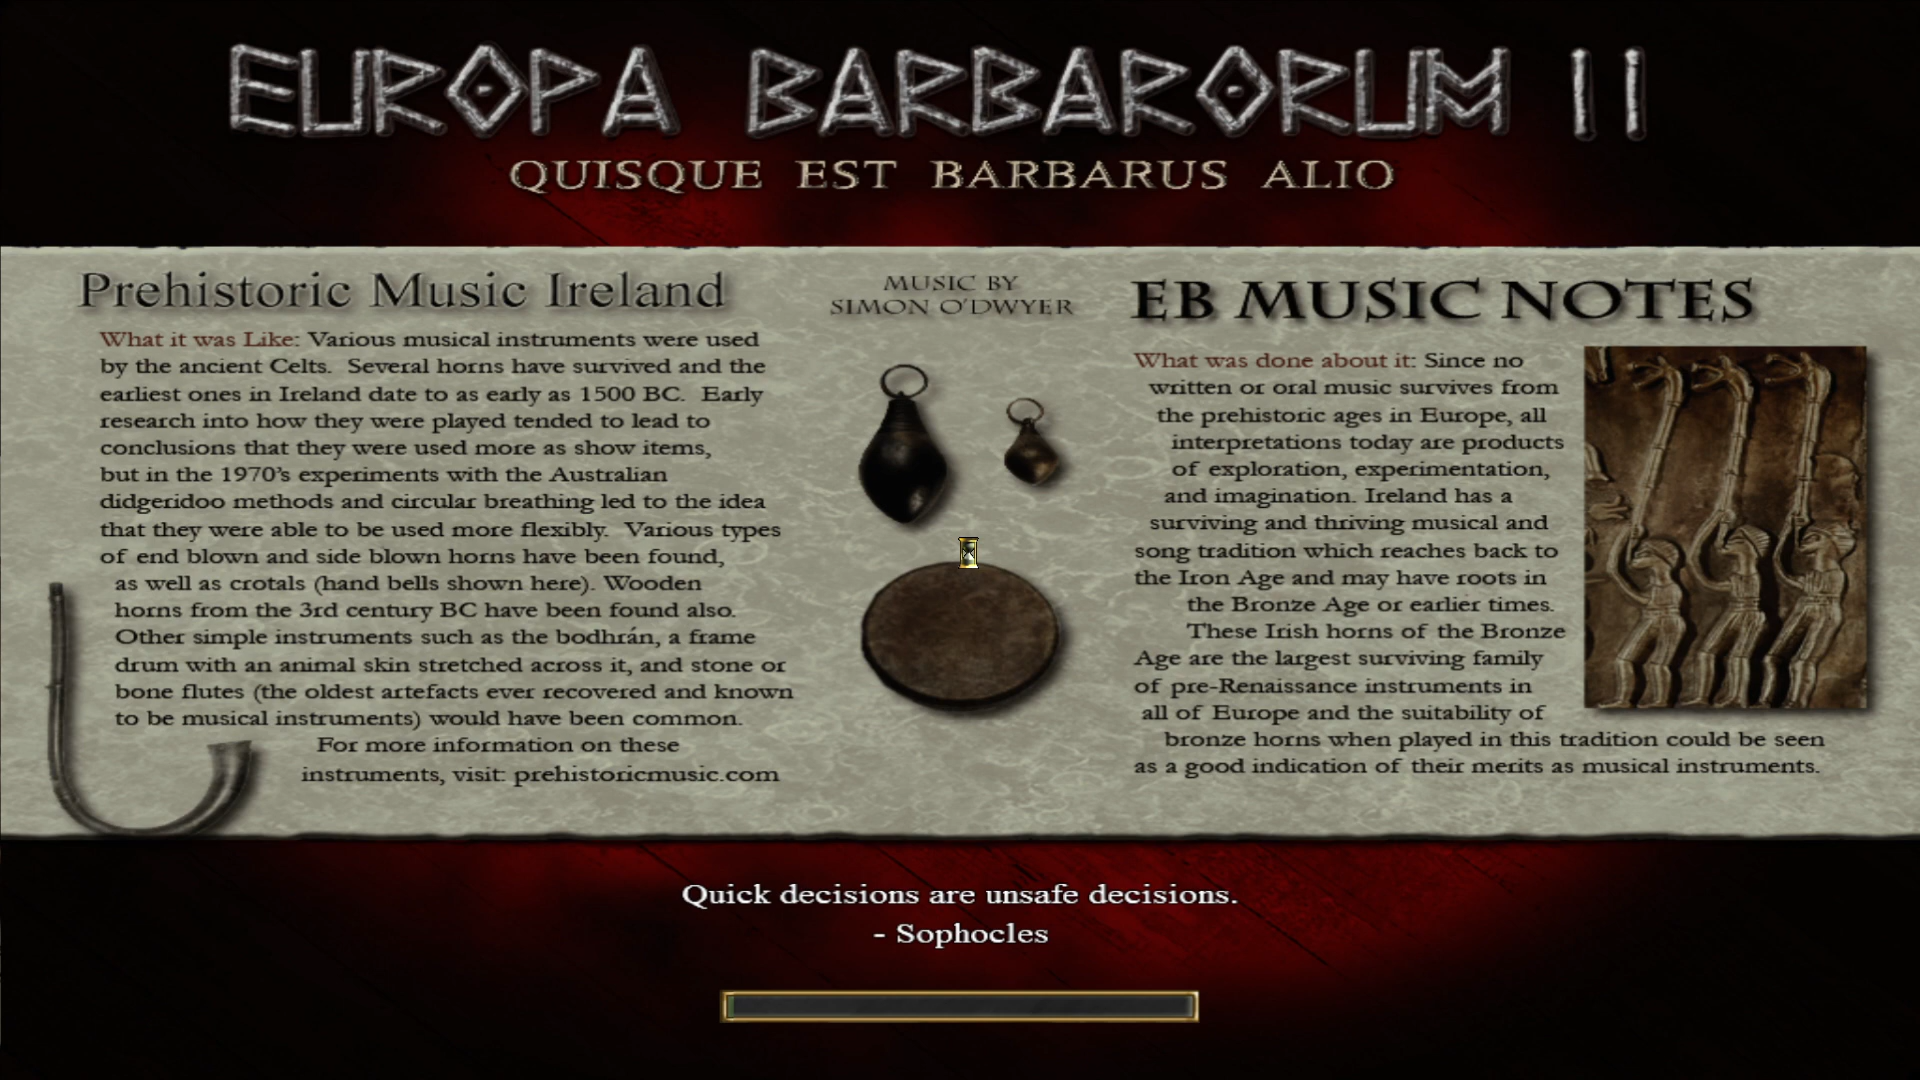 EUROPA BARBARORUM II
QUISQUE EST BARBARUS ALIO
Prehistoric Music Ireland
What it was Like: Various musical instruments were used
by the ancient Celts. Several horns have survived and the
earliest ones in Ireland date to as early as 1500 BC. Early
research into how they were played tended to lead to
conclusions that they were used more as show items,
but in the 1970's experiments with the Australian
didgeridoo methods and circular breathing led to the idea
that they were able to be used more flexibly. Various types
of end blown and side blown horns have been found,
as well as crotals (hand bells shown here). Wooden
horns from the 3rd century BC have been found also.
Other simple instruments such as the bodhrán, a frame
drum with an animal skin stretched across it, and stone or
bone flutes (the oldest artefacts ever recovered and known
to be musical instruments) would have been common.
For more information on these
instruments, visit: prehistoricmusic.com
MUSIC BY
SIMON O'DWYER
EB MUSIC NOTES
What was done about it: Since no
written or oral music survives from
the prehistoric ages in Europe, all
interpretations today are products
of exploration, experimentation,
and imagination. Ireland has a
surviving and thriving musical and
song tradition which reaches back to
the Iron Age and may have roots in
the Bronze Age or earlier times.
These Irish horns of the Bronze
Age are the largest surviving family
of pre-Renaissance instruments in
all of Europe and the suitability of
bronze horns when played in this tradition could be seen
as a good indication of their merits as musical instruments.
Quick decisions are unsafe decisions.
- Sophocles